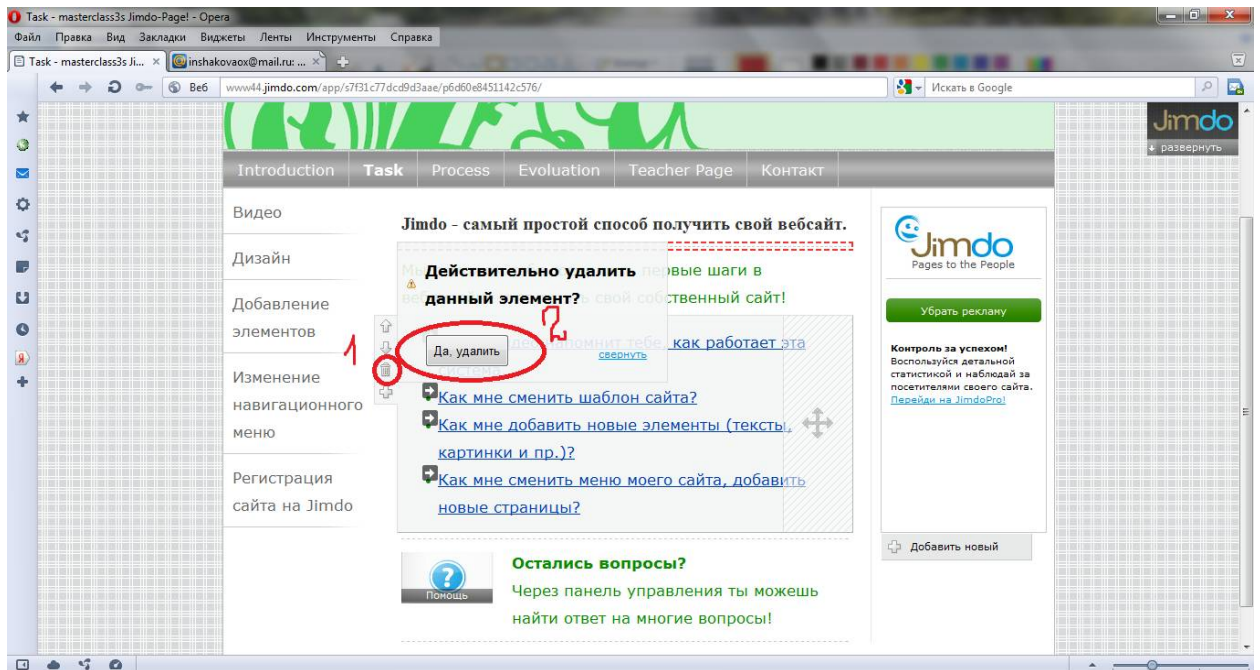 Task - masterclass3s Jimdo-Page! - Opera
Файл Правка Вид Закладки Виджеты Ленты Инструменты Справка
Task - masterclass3s Ji... inshakovaox@mail.ru: ...
Веб www44.jimdo.com/app/s7f31c77dcd9d3aae/p6d60e8451142c576/ Искать в Google
Jimdo
развернуть
Introduction Task Process Evoluation Teacher Page Контакт
Видео
Дизайн
Добавление
элементов
Изменение
навигационного
меню
Регистрация
сайта на Jimdo
Jimdo - самый простой способ получить свой вебсайт.
Действительно удалить
данный элемент?
первые шаги в
свой собственный сайт!
1
2
Да, удалить
свернуть
напомнит тебе, как работает эта
система
Как мне сменить шаблон сайта?
Как мне добавить новые элементы (тексты,
картинки и пр.)?
Как мне сменить меню моего сайта, добавить
новые страницы?
Помощь
Остались вопросы?
Через панель управления ты можешь
найти ответ на многие вопросы!
Jimdo
Pages to the People
Убрать рекламу
Контроль за успехом!
Воспользуйся детальной
статистикой и наблюдай за
посетителями своего сайта.
Перейди на JimdoPro!
Добавить новый